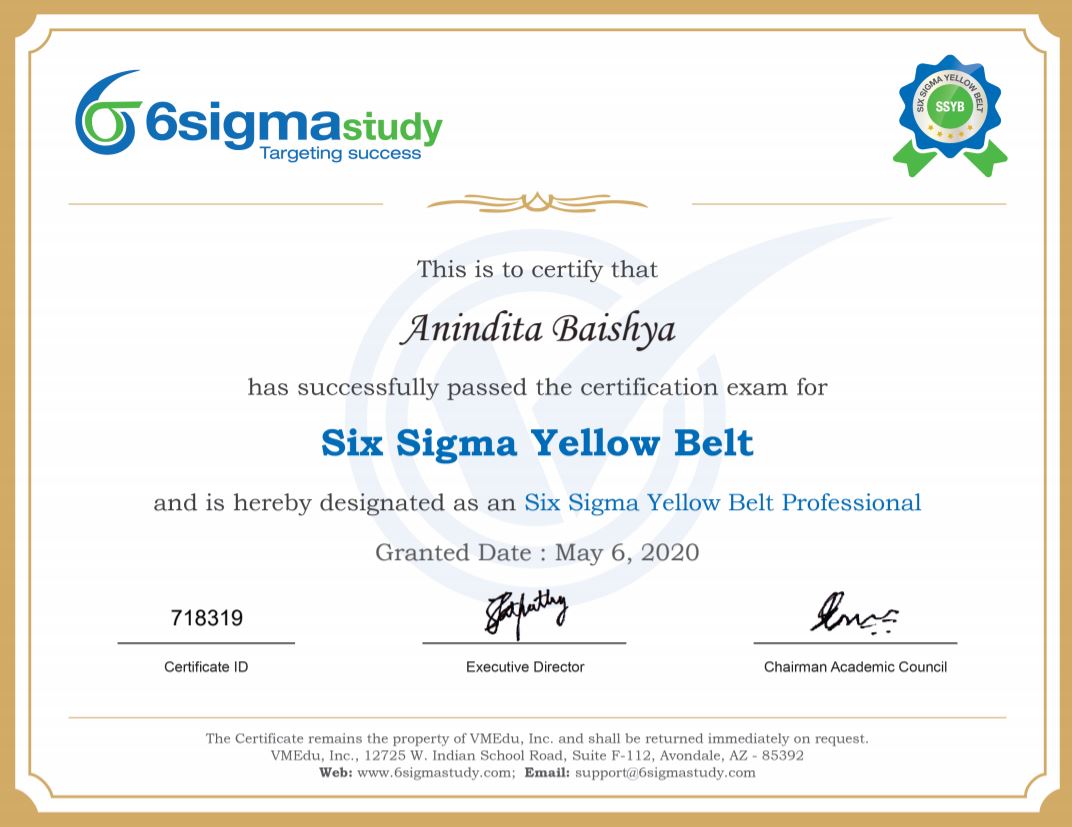 6sigmastudy
Targeting success
SIX SIGMA YELLOW BELT
SSYB
This is to certify that
Anindita Baishya
has successfully passed the certification exam for
Six Sigma Yellow Belt
and is hereby designated as an Six Sigma Yellow Belt Professional
Granted Date : May 6, 2020
718319
Certificate ID
Executive Director
Chairman Academic Council
The Certificate remains the property of VMEdu, Inc. and shall be returned immediately on request.
VMEdu, Inc., 12725 W. Indian School Road, Suite F-112, Avondale, AZ - 85392
Web: www.6sigmastudy.com; Email: support@6sigmastudy.com